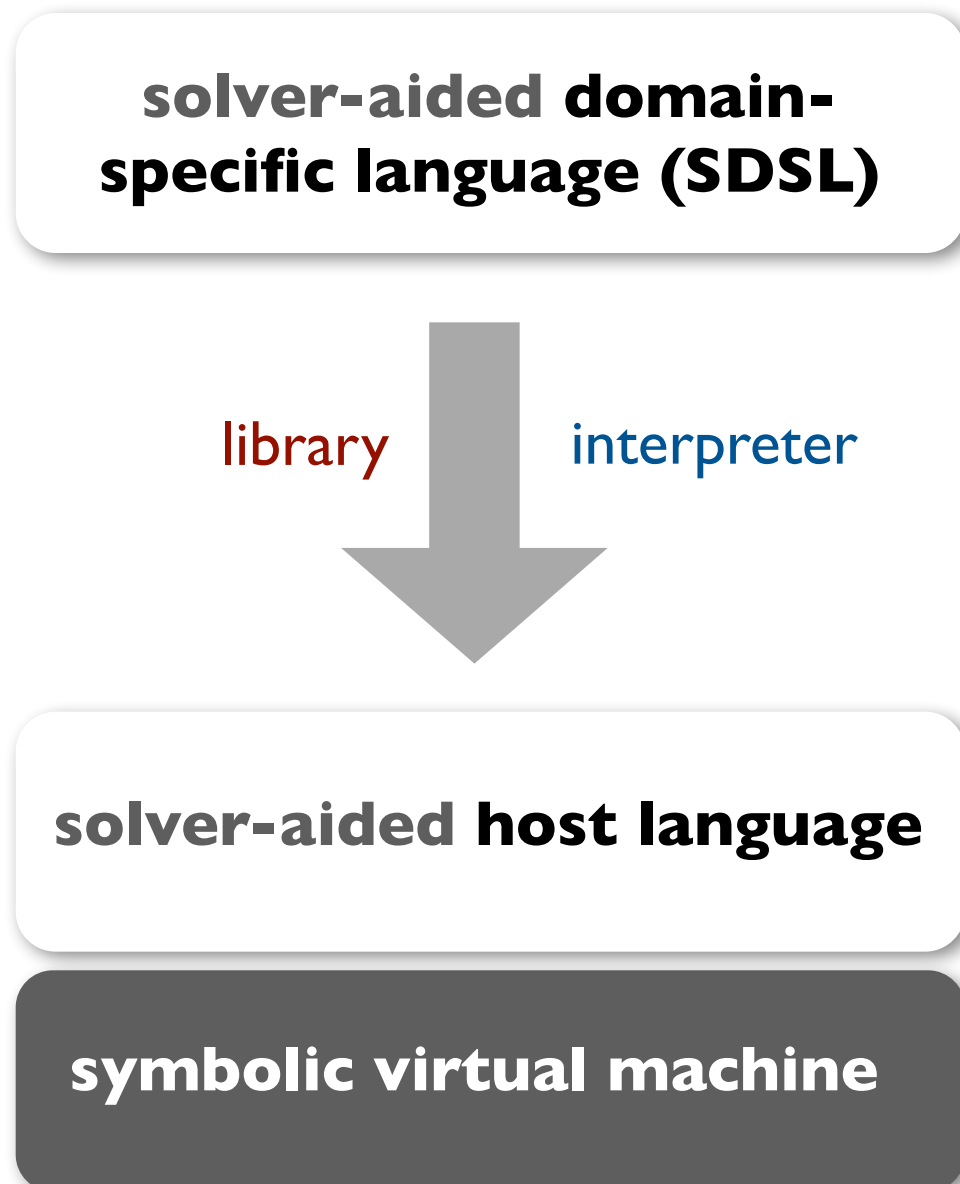 solver-aided domain-
specific language (SDSL)
library interpreter
solver-aided host language
symbolic virtual machine